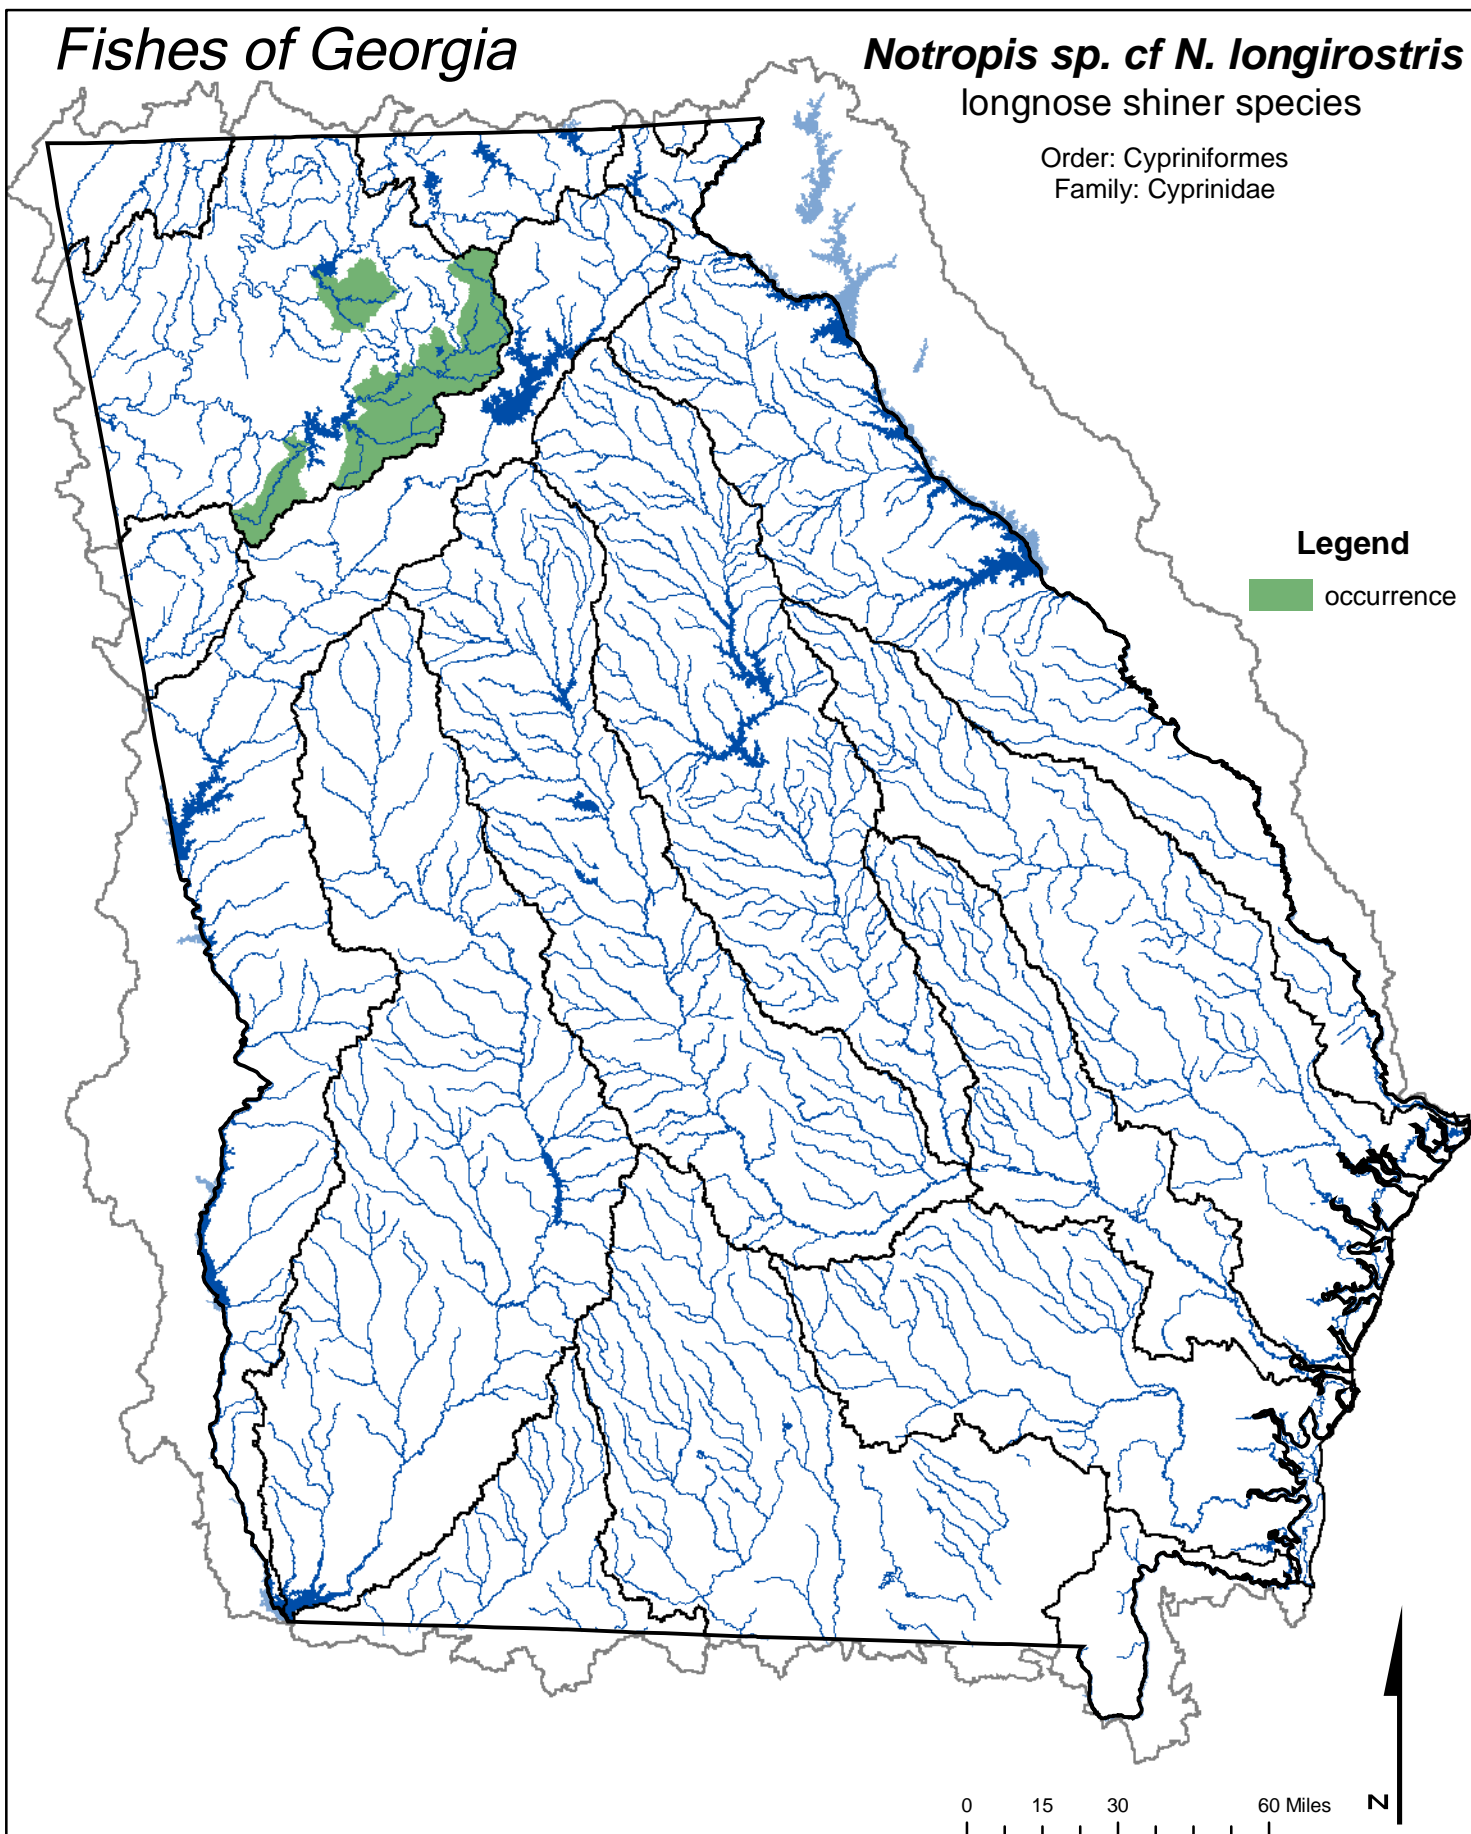 Fishes of Georgia
Notropis sp. cf N. longirostris
longnose shiner species
Order: Cypriniformes
Family: Cyprinidae
Legend
occurrence
0 15 30 60 Miles
N